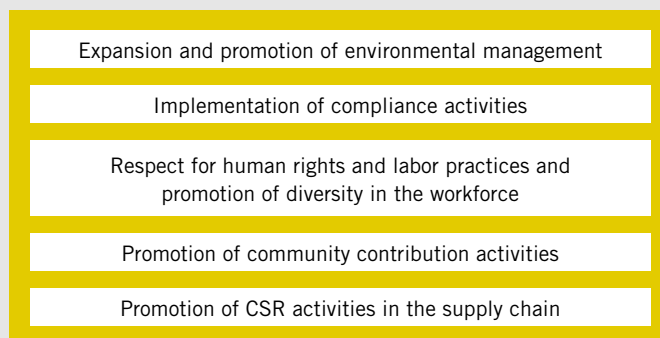 Expansion and promotion of environmental management
Implementation of compliance activities
Respect for human rights and labor practices and
promotion of diversity in the workforce
Promotion of community contribution activities
Promotion of CSR activities in the supply chain